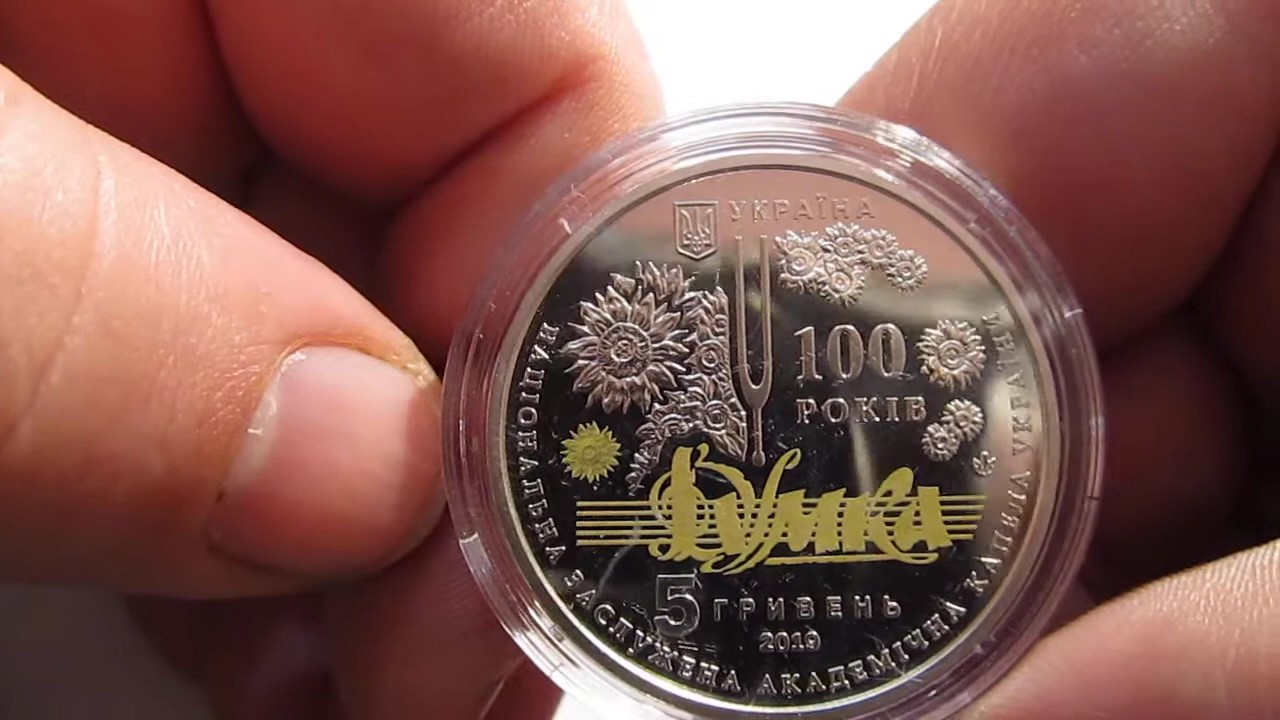 УКРАЇНА
100
РОКІВ
Думка
5 ГРИВЕНЬ
2019
НАЦІОНАЛЬНА ЗАСЛУЖЕНА АКАДЕМІЧНА КАПЕЛА УКРАЇНИ